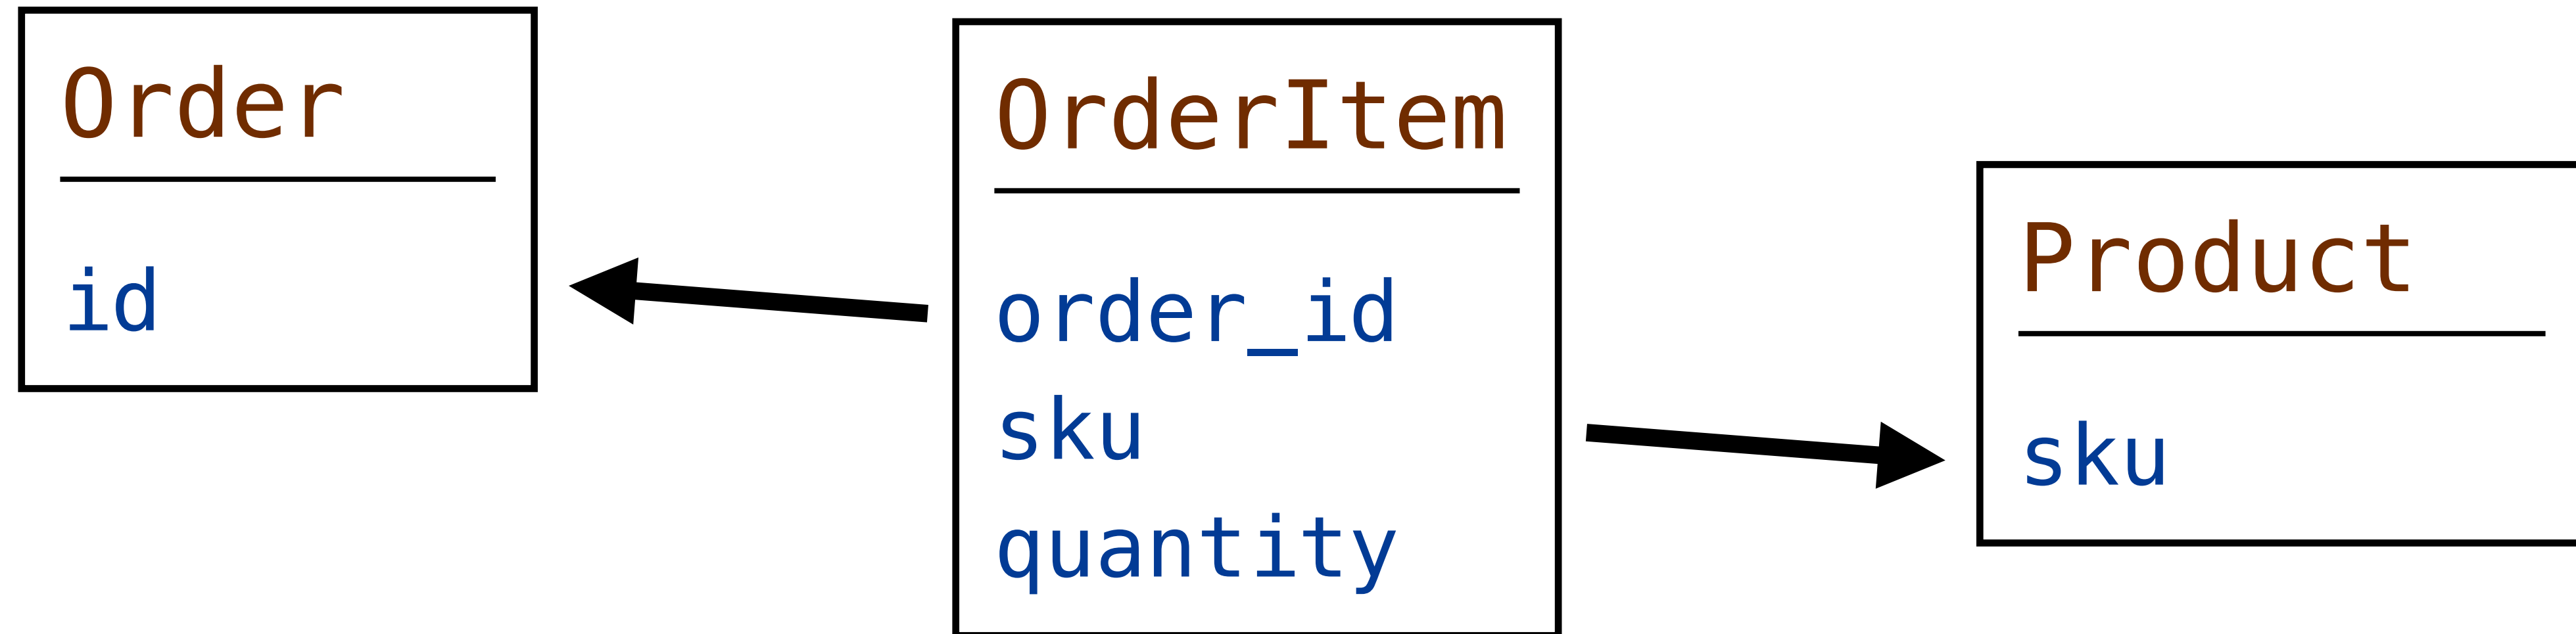 Order
id
OrderItem
order_id
sku
quantity
Product
sku